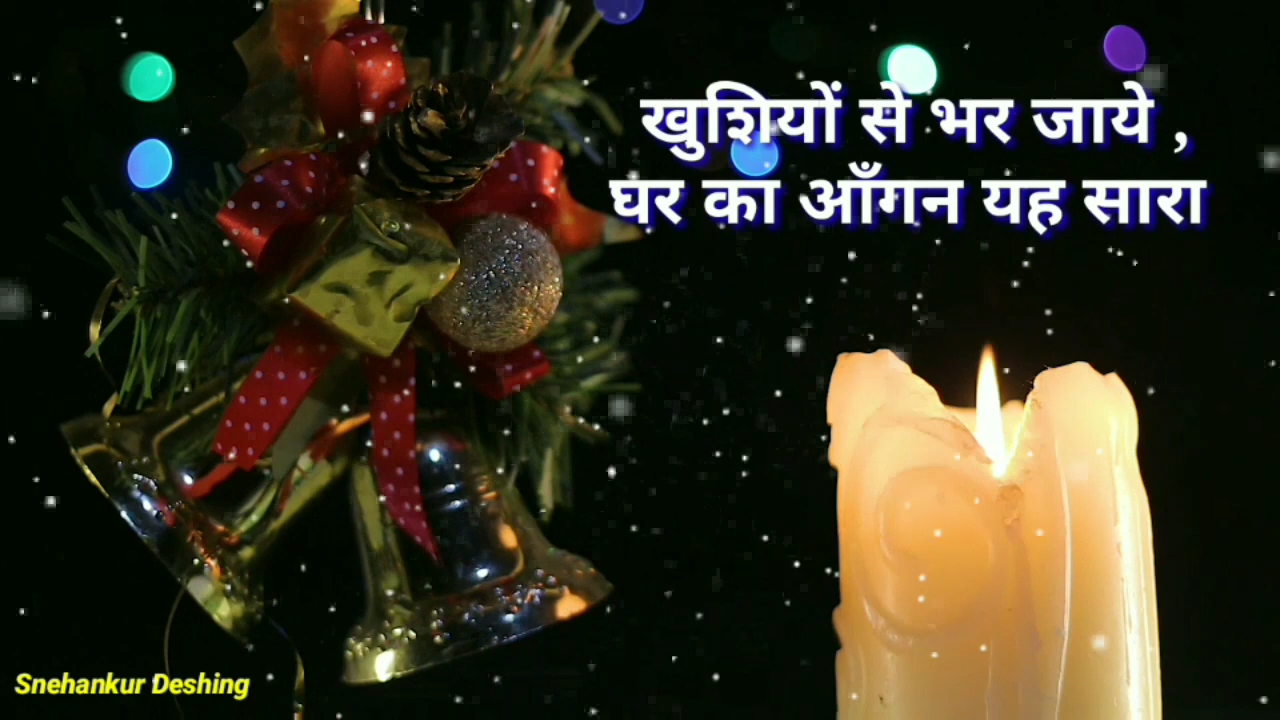 खुशियों से भर जाये ,
घर का आँगन यह सारा
Snehankur Deshing